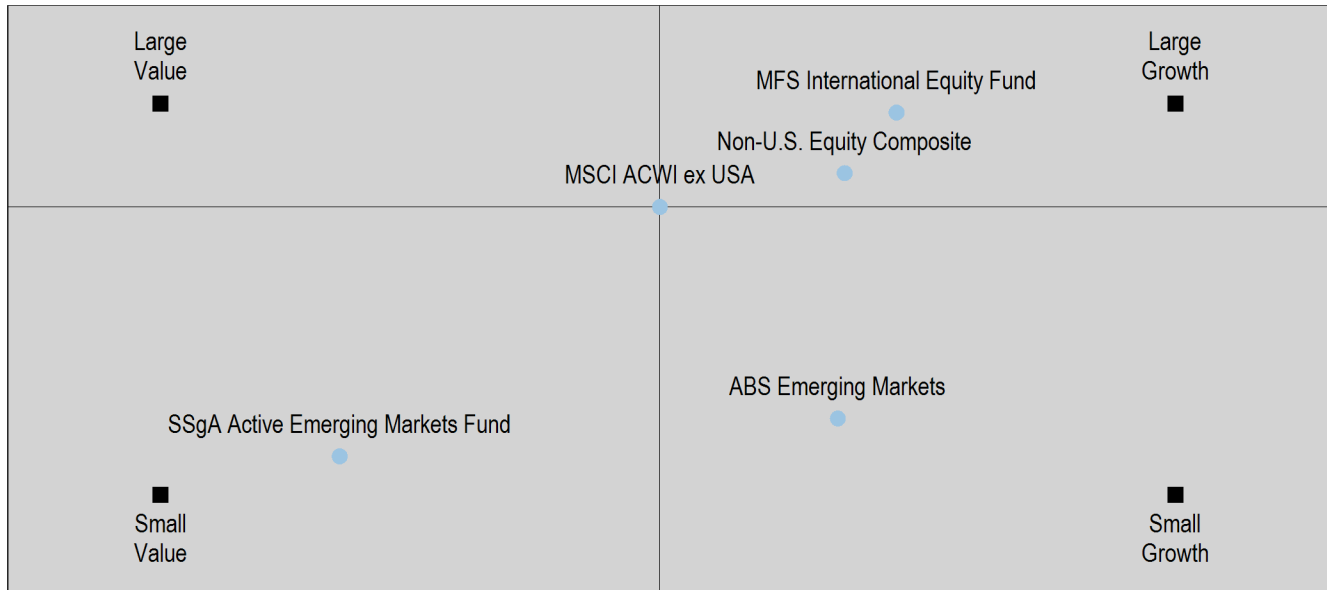 Large
Value
Large
Growth
MFS International Equity Fund
Non-U.S. Equity Composite
MSCI ACWI ex USA
ABS Emerging Markets
SSgA Active Emerging Markets Fund
Small
Value
Small
Growth